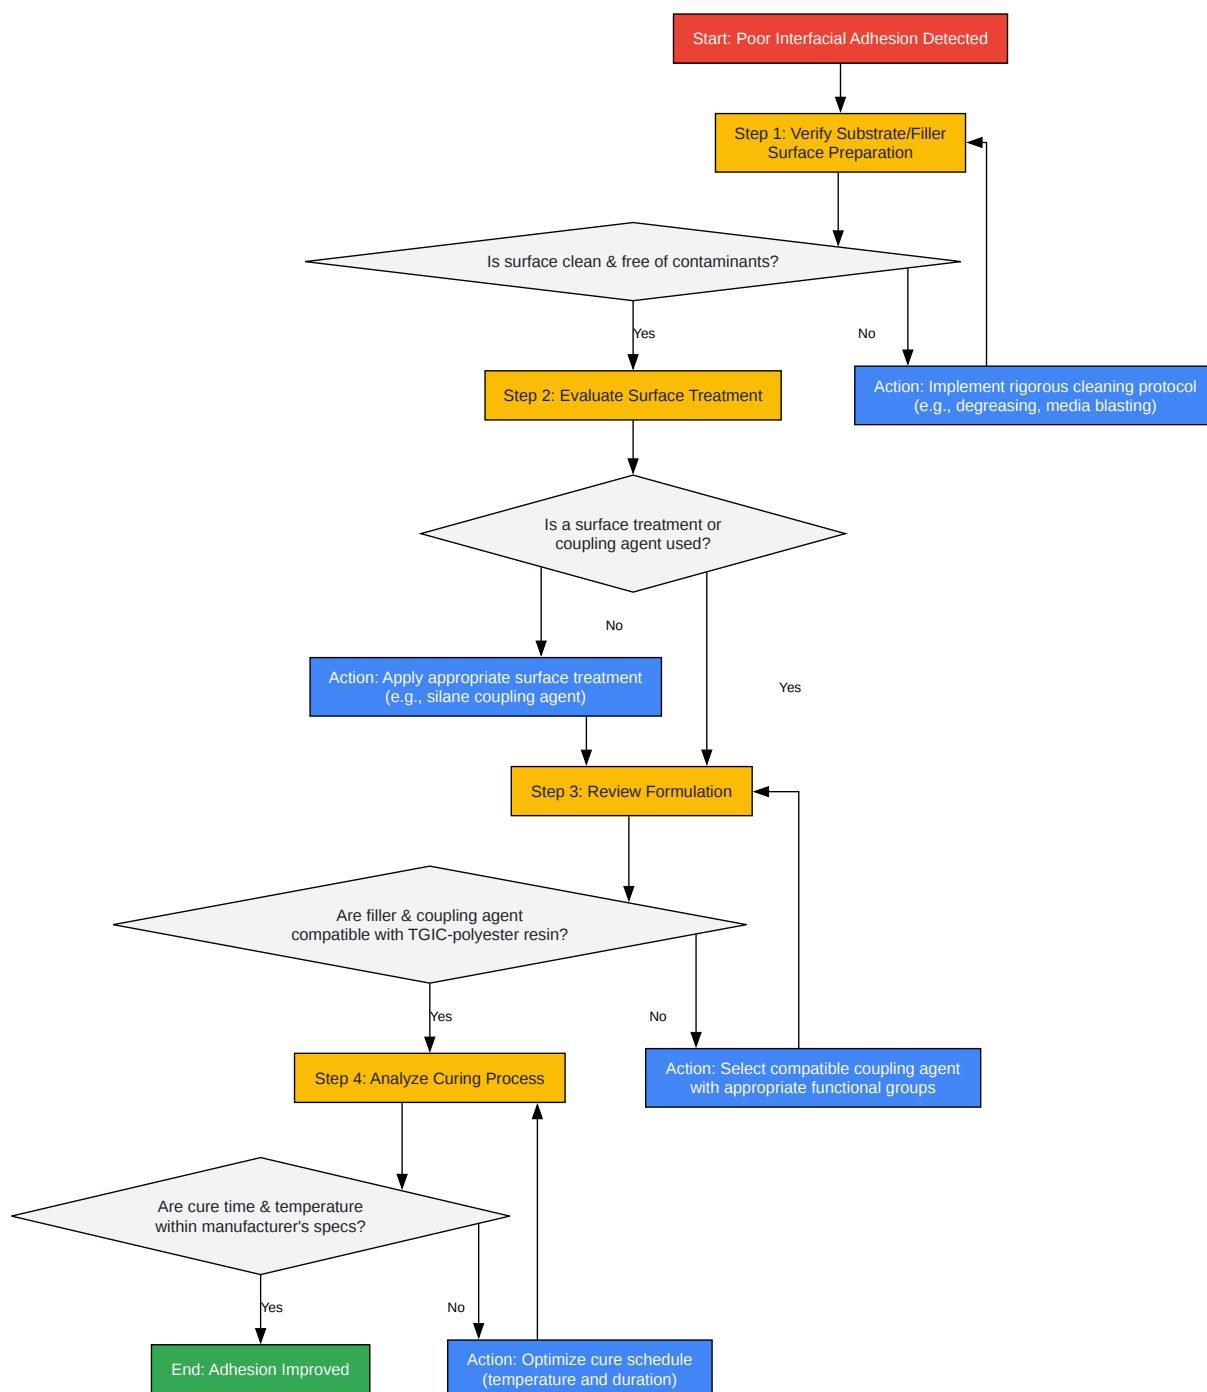 Start: Poor Interfacial Adhesion Detected
Step 1: Verify Substrate/Filler
Surface Preparation
Is surface clean & free of contaminants?
Yes
No
Step 2: Evaluate Surface Treatment
Action: Implement rigorous cleaning protocol
(e.g., degreasing, media blasting)
Is a surface treatment or
coupling agent used?
No
Action: Apply appropriate surface treatment
(e.g., silane coupling agent)
Yes
Step 3: Review Formulation
Are filler & coupling agent
compatible with TGIC-polyester resin?
Yes
No
Step 4: Analyze Curing Process
Action: Select compatible coupling agent
with appropriate functional groups
Are cure time & temperature
within manufacturer's specs?
Yes
No
End: Adhesion Improved
Action: Optimize cure schedule
(temperature and duration)